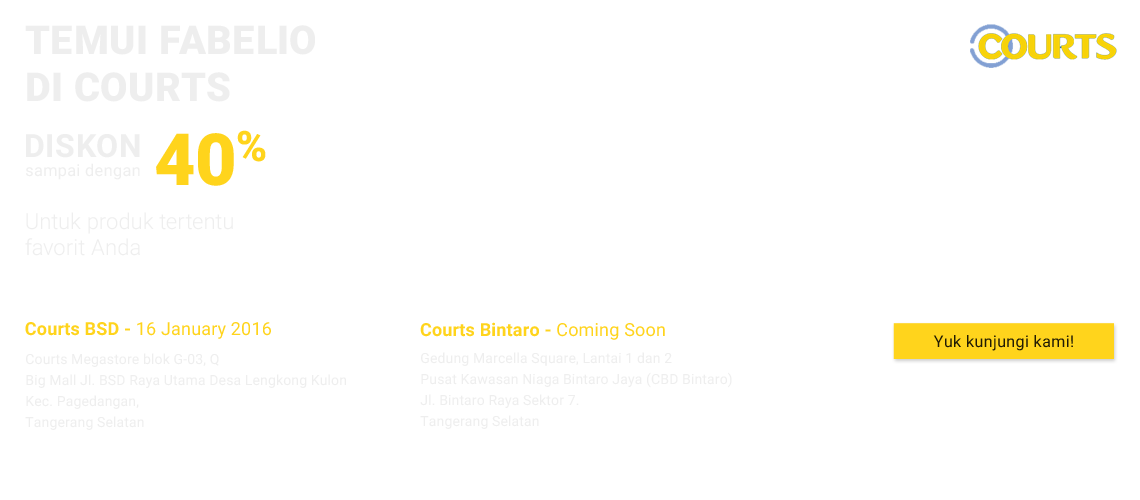 TEMUI FABELIO
DI COURTS
COURTS
DISKON
sampai dengan
40%
Untuk produk tertentu
favorit Anda
Courts BSD - 16 January 2016
Courts Megastore blok G-03, Q
Big Mall Jl. BSD Raya Utama Desa Lengkong Kulon
Kec. Pagedangan,
Tangerang Selatan
Courts Bintaro - Coming Soon
Gedung Marcella Square, Lantai 1 dan 2
Pusat Kawasan Niaga Bintaro Jaya (CBD Bintaro)
Jl. Bintaro Raya Sektor 7.
Tangerang Selatan
Yuk kunjungi kami!